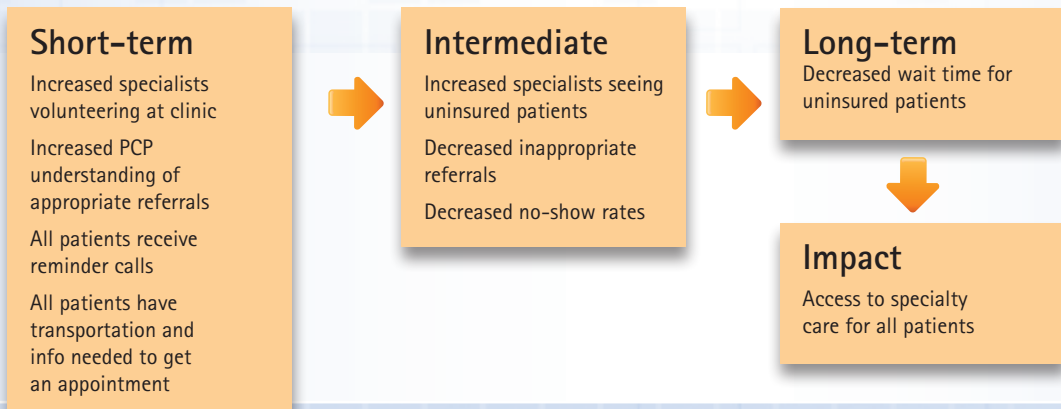 Short-term
Increased specialists
volunteering at clinic
Increased PCP
understanding of
appropriate referrals
All patients receive
reminder calls
All patients have
transportation and
info needed to get
an appointment
Intermediate
Increased specialists seeing
uninsured patients
Decreased inappropriate
referrals
Decreased no-show rates
Long-term
Decreased wait time for
uninsured patients
Impact
Access to specialty
care for all patients